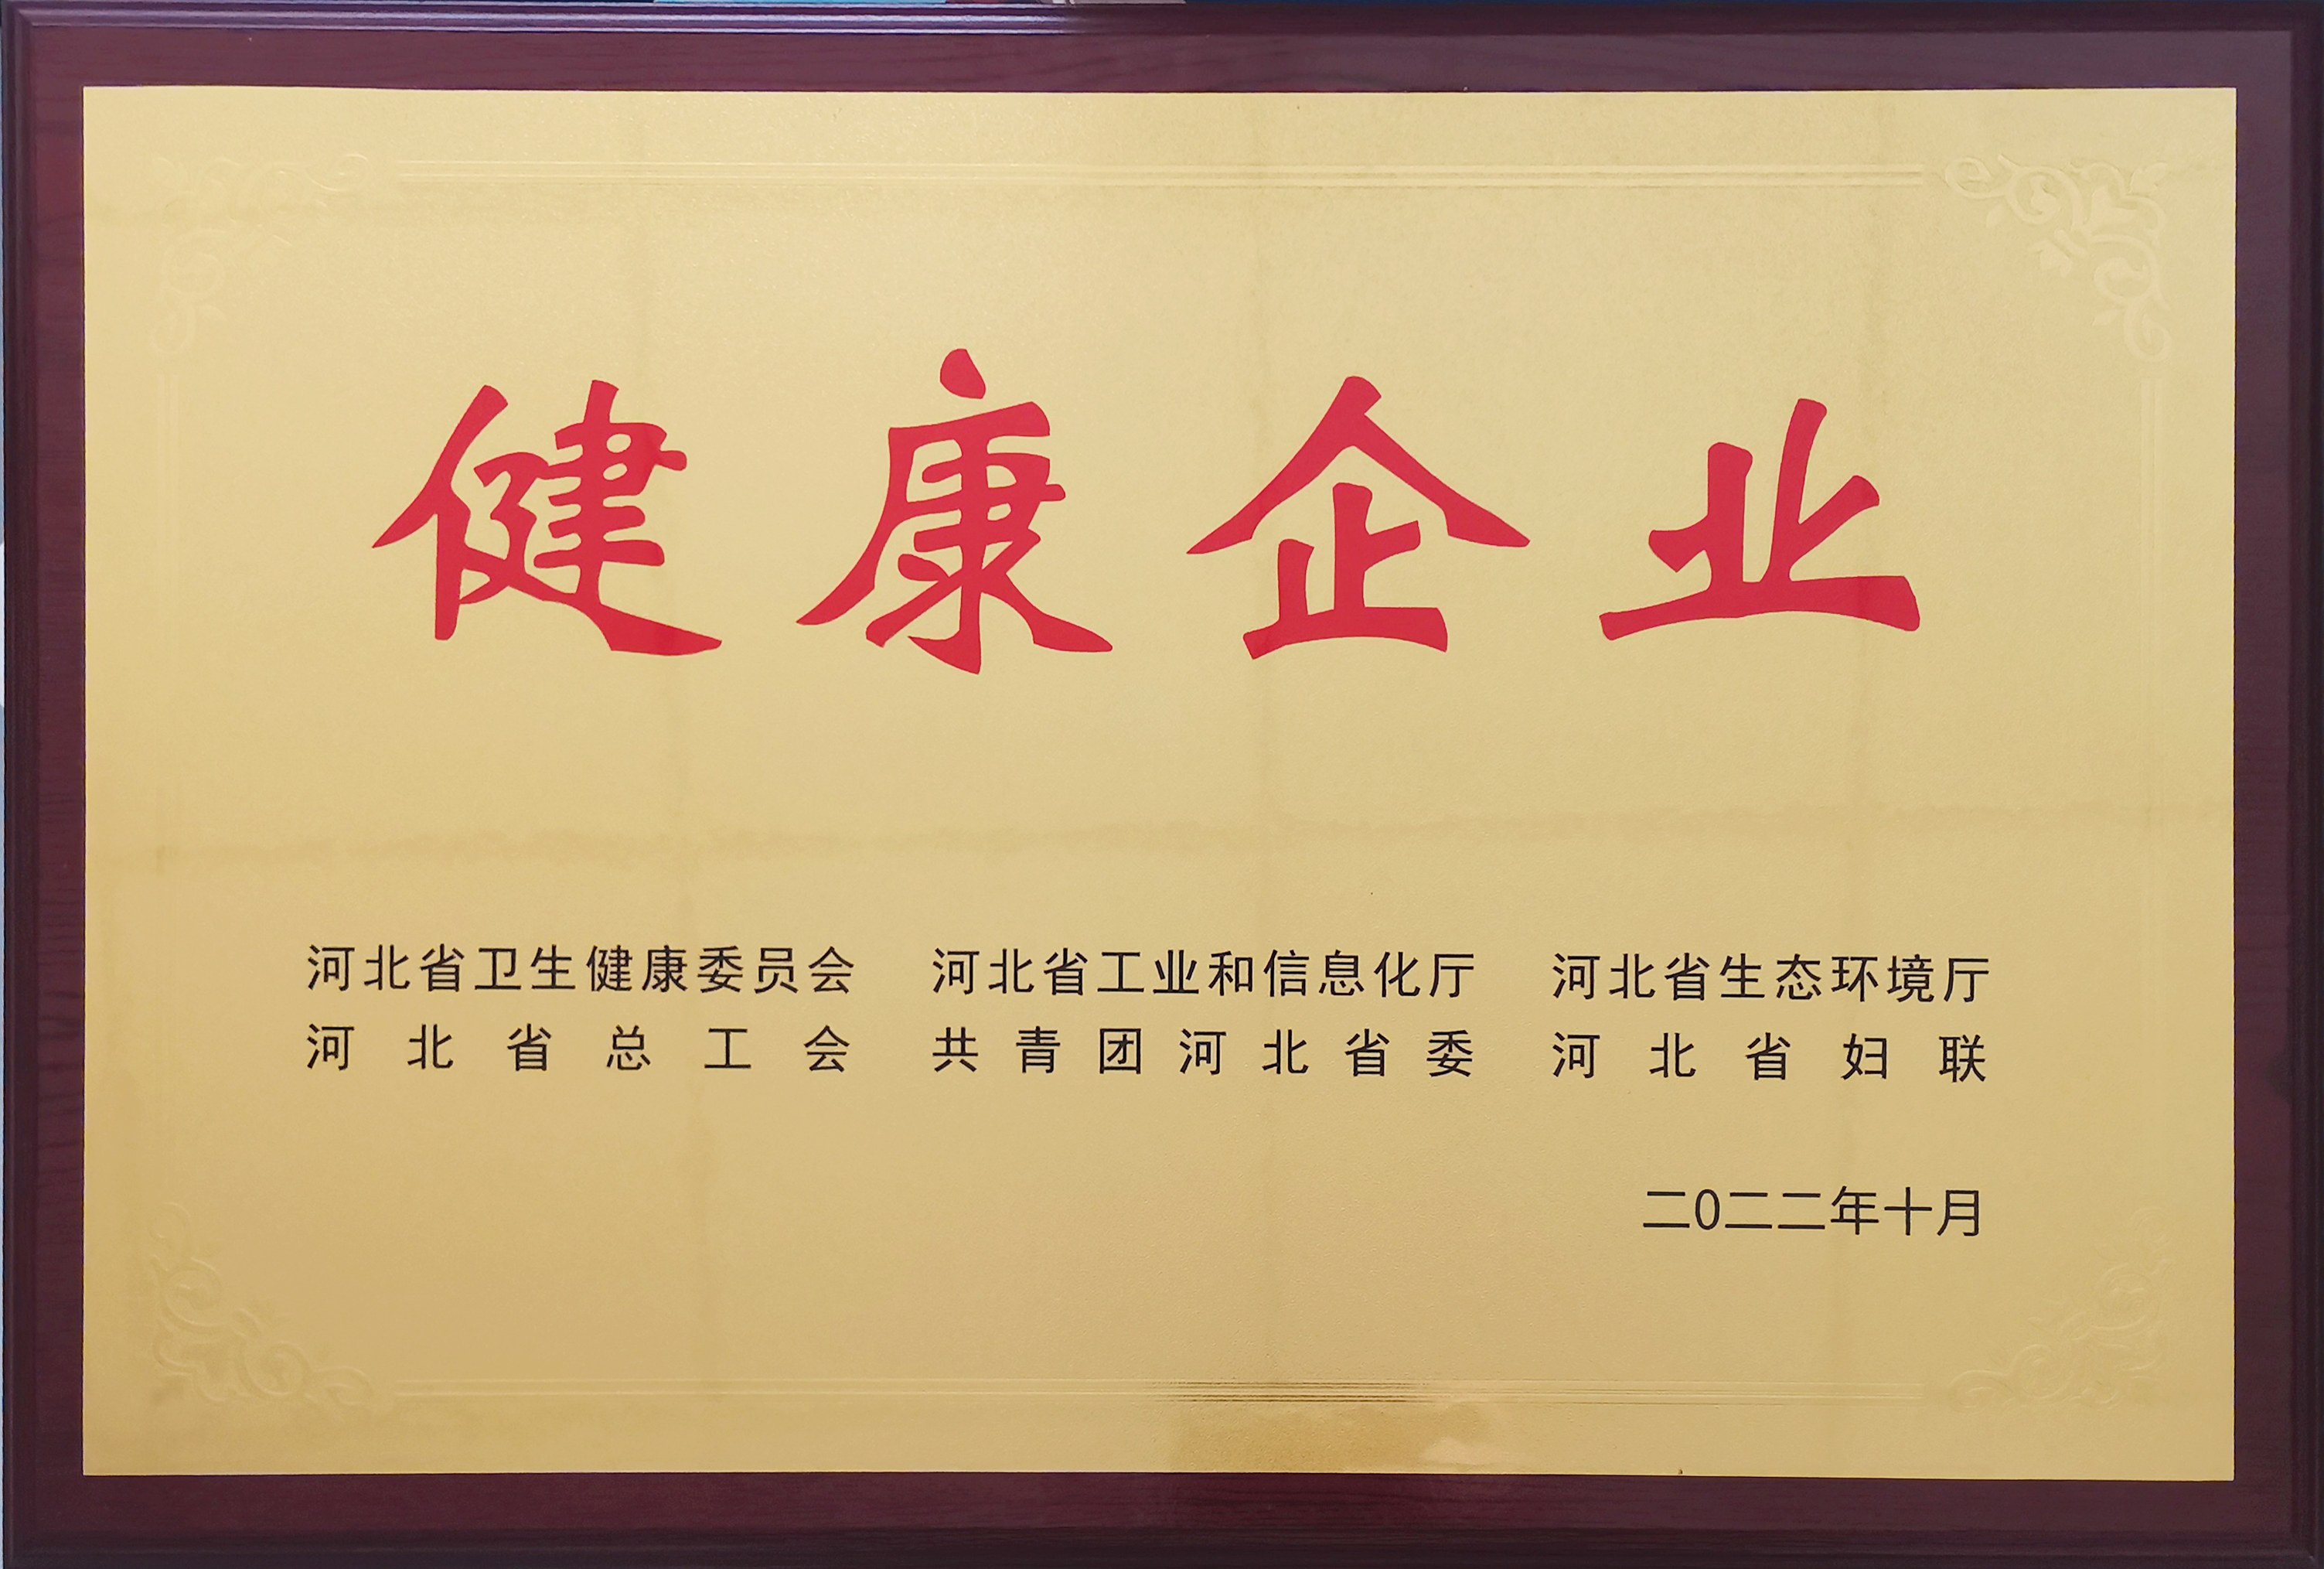 健康企业
河北省卫生健康委员会 河北省工业和信息化厅 河北省生态环境厅
河北省总工会 共青团河北省委 河北省妇联
二0二二年十月